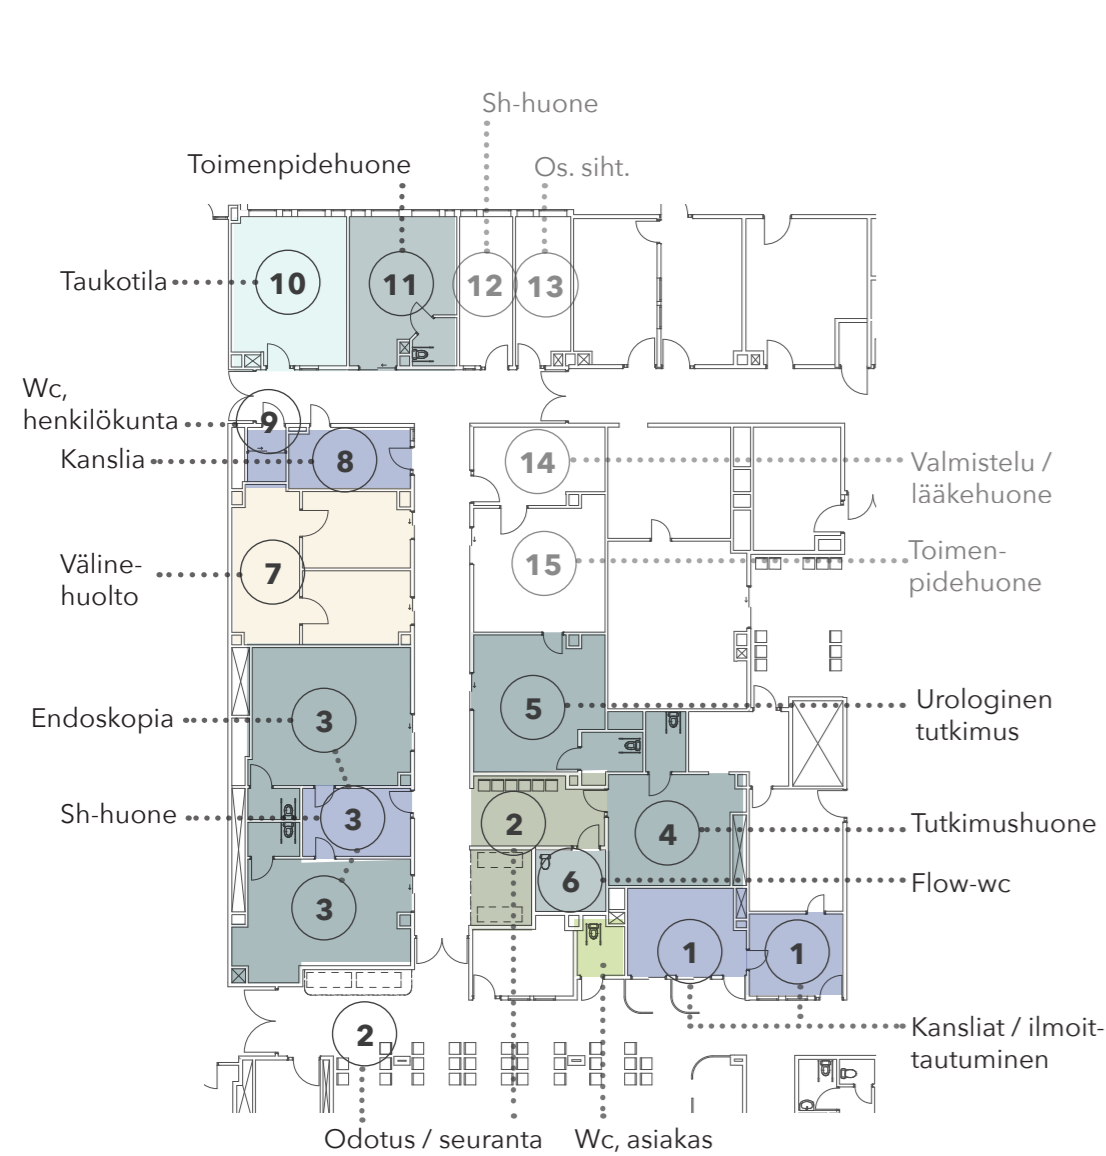 Sh-huone
Toimenpidehuone
Os. siht.
Taukotila
10
11
12
13
Wc,
henkilökunta
9
Kanslia
8
14
Valmistelu /
lääkehuone
Väline-
huolto
7
15
Toimen-
pidehuone
Endoskopia
3
5
Urologinen
tutkimus
Sh-huone
3
2
4
Tutkimushuone
6
Flow-wc
3
1
1
2
Kansliat / ilmoit-
tautuminen
Odotus / seuranta
Wc, asiakas